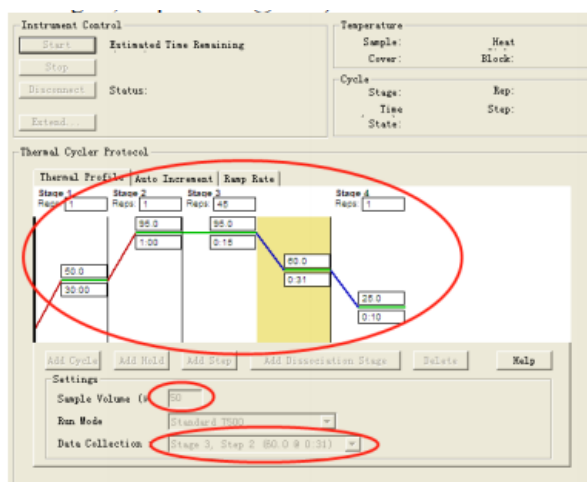 Instrument Control
Start
Estimated Time Remaining
Stop
Disconnect
Status:
Extend...
Temperature
Sample:
Heat
Cover:
Block:
Cycle
Stage:
Rep:
Time
Step:
State:
Thermal Cycler Protocol
Thermal Profile
Auto Increment
Ramp Rate
Stage 1
Reps: 1
Stage 2
Reps: 1
Stage 3
Reps: 45
Stage 4
Reps: 1
50.0
30:00
95.0
1:00
95.0
0:15
60.0
0:31
25.0
0:10
Add Cycle
Add Hold
Add Step
Add Dissociation Stage
Delete
Help
Settings
Sample Volume (
50
Run Mode
Standard 7500
Data Collection :
Stage 3, Step 2 (60.0 @ 0:31)